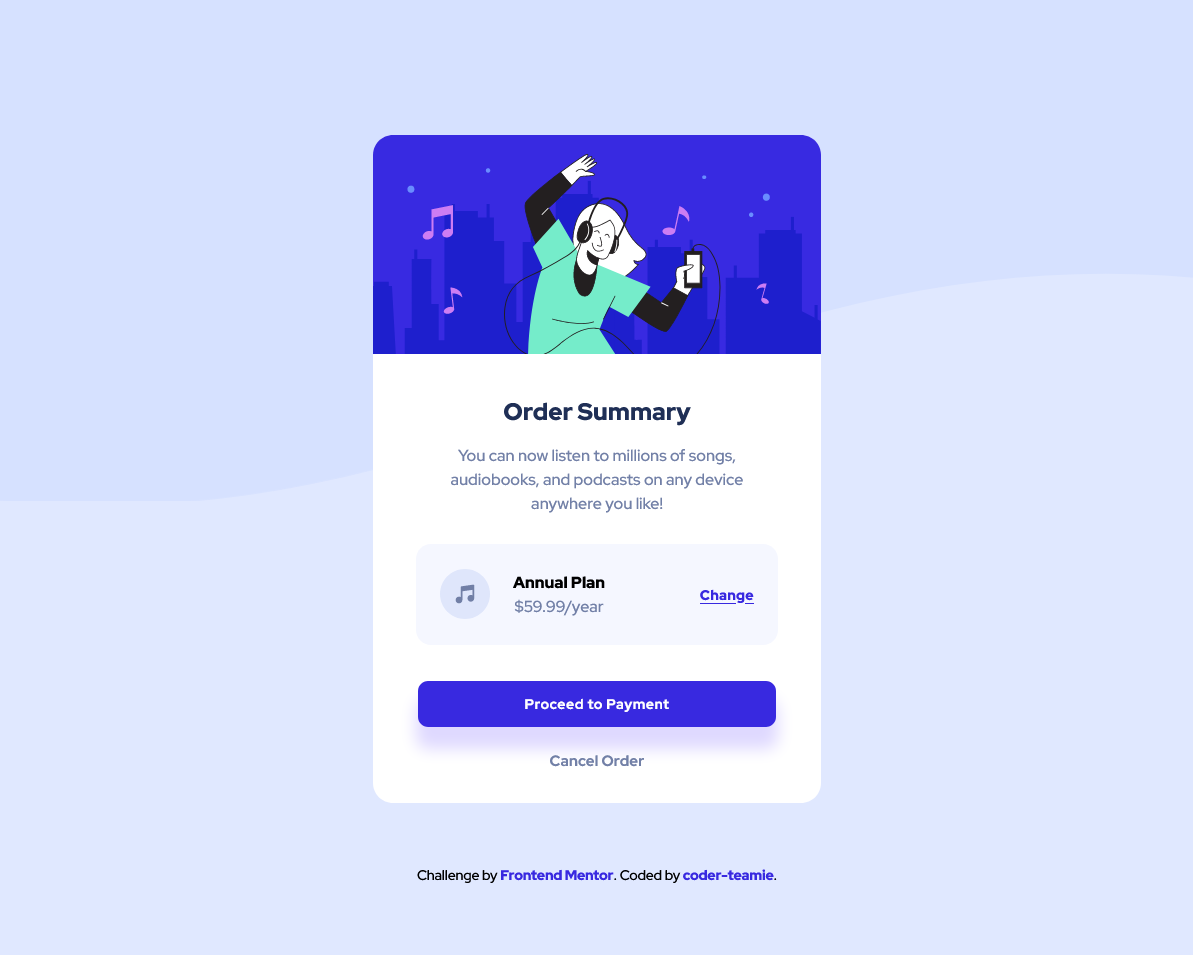 Order Summary
You can now listen to millions of songs,
audiobooks, and podcasts on any device
anywhere you like!
Annual Plan
$59.99/year
Change
Proceed to Payment
Cancel Order
Challenge by Frontend Mentor. Coded by coder-teamie.